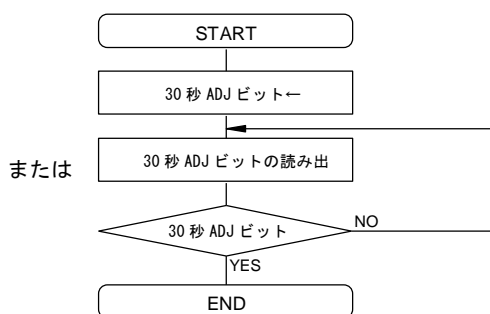 START
30 秒 ADJ ビット←
または
30 秒 ADJ ビットの読み出
30 秒 ADJ ビット
NO
YES
END